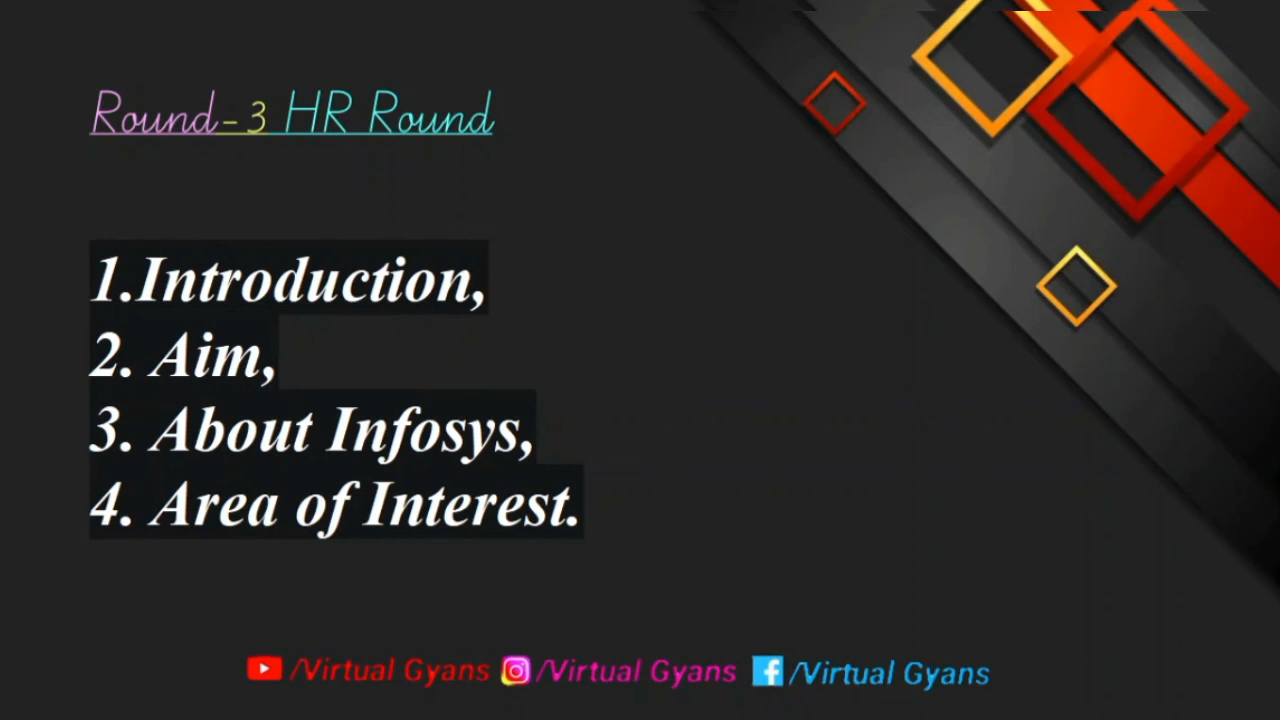 Round-3 HR Round
1.Introduction,
2. Aim,
3. About Infosys,
4. Area of Interest.
/Virtual Gyans /Virtual Gyans /Virtual Gyans